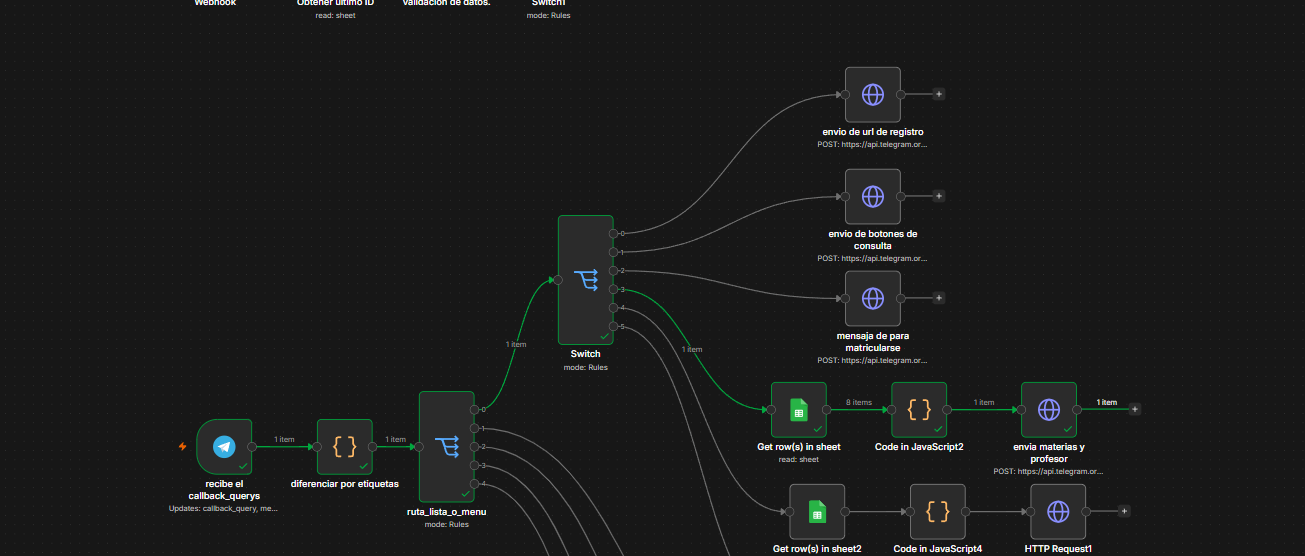 Webhook
Obtener ultimo ID
read: sheet
validacion de datos.
Switch1
mode: Rules
envio de url de registro
POST: https://api.telegram.or...
envio de botones de
consulta
POST: https://api.telegram.or...
mensaja de para
matricularse
POST: https://api.telegram.or...
0
1
2
3
4
5
Switch
mode: Rules
1 item
1 item
8 items
1 item
1 item
Get row(s) in sheet
read: sheet
Code in JavaScript2
envia materias y
profesor
POST: https://api.telegram.or...
1 item
1 item
0
1
2
3
4
recibe el
callback_querys
Updates: callback_query, me...
diferenciar por etiquetas
ruta_lista_o_menu
mode: Rules
Get row(s) in sheet2
Code in JavaScript4
HTTP Request1